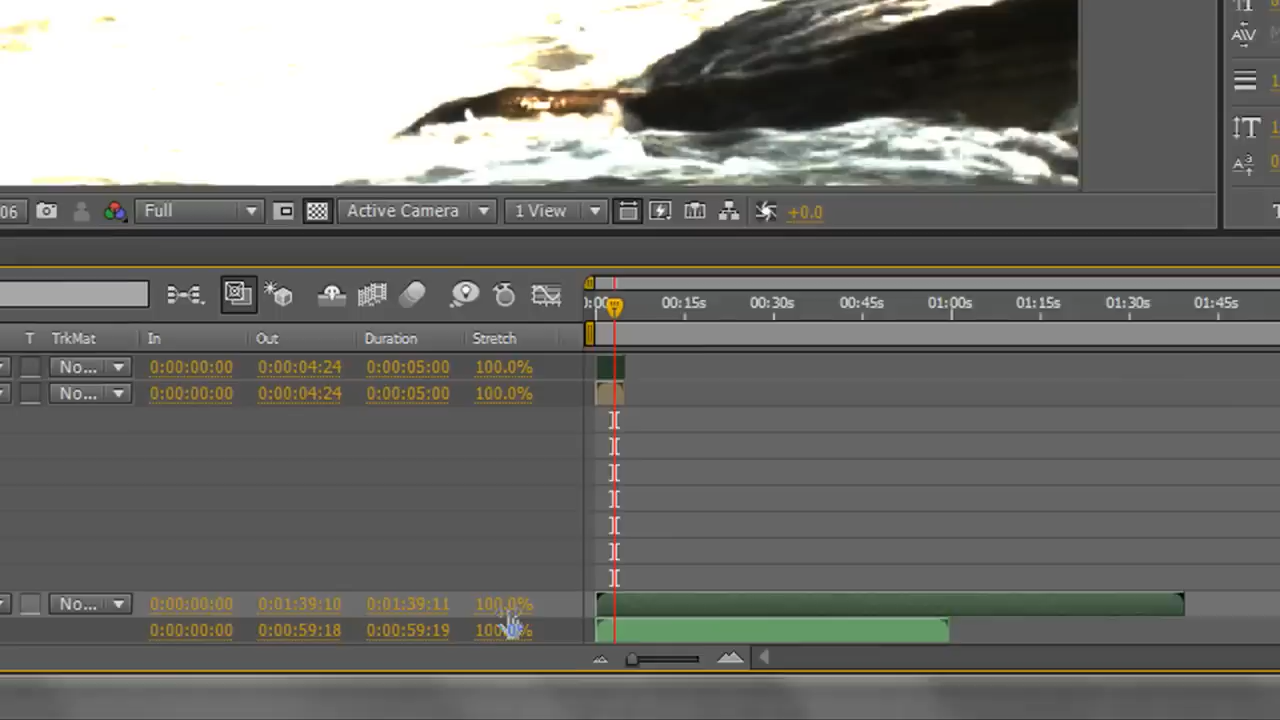 06 Full Active Camera 1 View +0.0
00:15s 00:30s 00:45s 01:00s 01:15s 01:30s 01:45s
T TrkMat In Out Duration Stretch
No... 0:00:00:00 0:00:04:24 0:00:05:00 100.0%
No... 0:00:00:00 0:00:04:24 0:00:05:00 100.0%
No... 0:00:00:00 0:01:39:10 0:01:39:11 100.0%
0:00:00:00 0:00:59:18 0:00:59:19